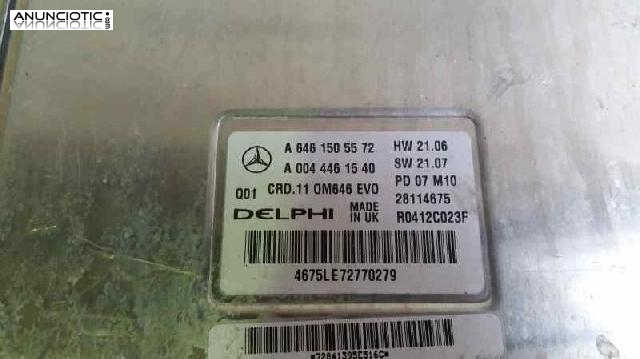 ANUNCIOTIC.com
A 646 150 55 72 HW 21.06
A 004 446 15 40 SW 21.07
Q01 CRD.11 OM646 EVO PD 07 M10
DELPHI MADE IN UK 28114675
R0412C023F
4675LE72770279